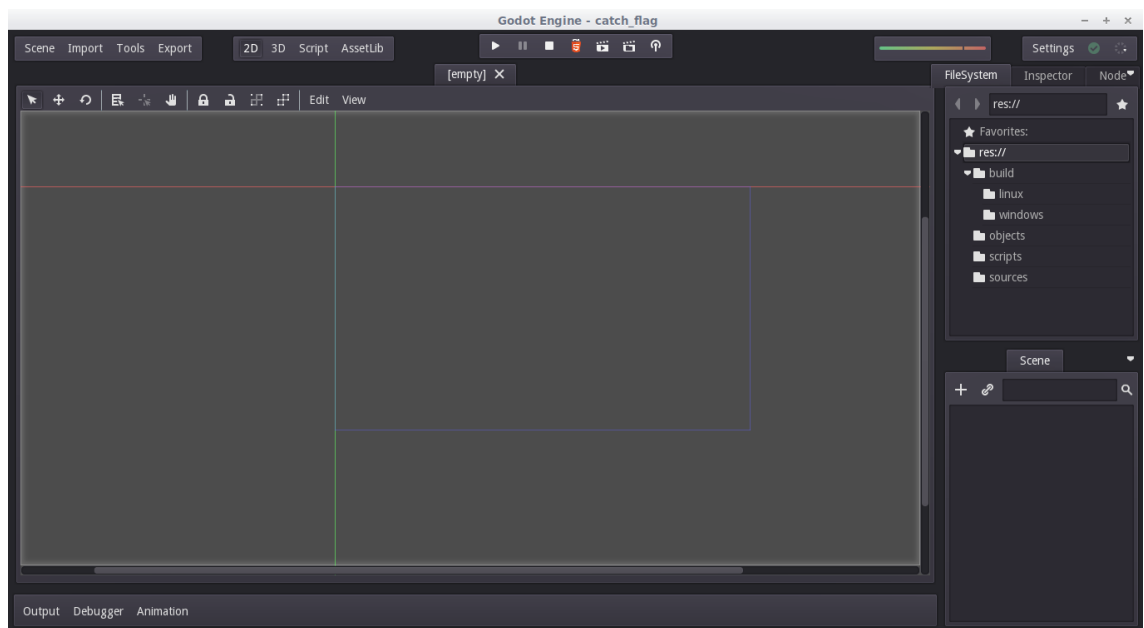 Godot Engine - catch_flag
Scene Import Tools Export 2D 3D Script AssetLib Settings
[empty]
FileSystem Inspector Node
Edit View
res://
Favorites:
res://
build
linux
windows
objects
scripts
sources
Scene
Output Debugger Animation